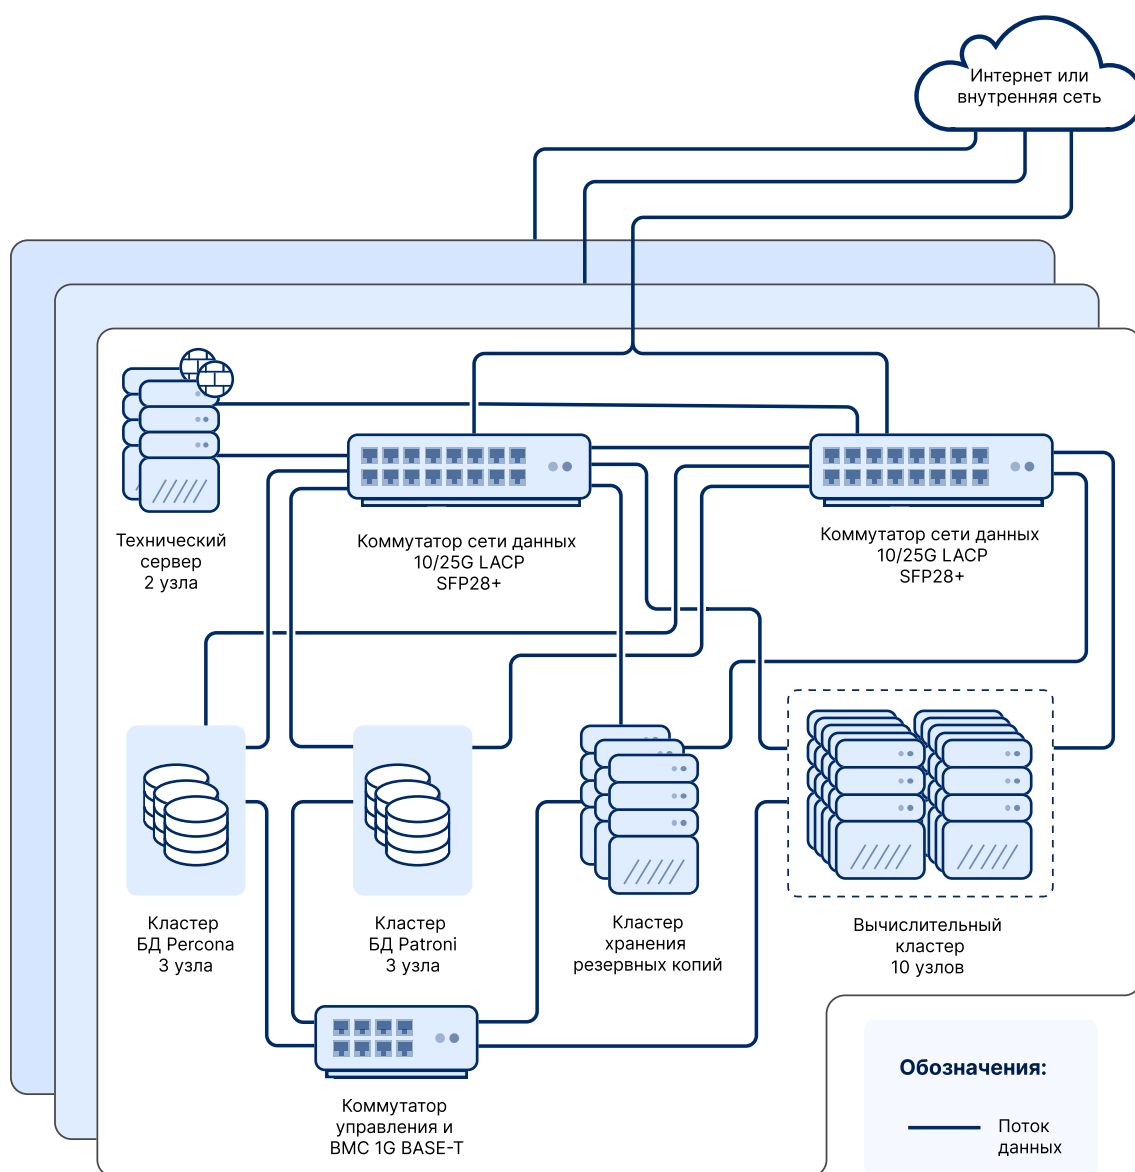 Интернет или
внутренняя сеть
Технический
сервер
2 узла
Коммутатор сети данных
10/25G LACP
SFP28+
Коммутатор сети данных
10/25G LACP
SFP28+
Кластер
БД Percona
3 узла
Кластер
БД Patroni
3 узла
Кластер
хранения
резервных копий
Вычислительный
кластер
10 узлов
Коммутатор
управления и
BMC 1G BASE-T
Обозначения:
Поток
данных